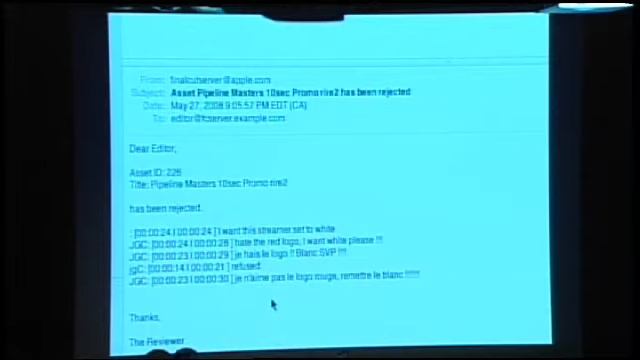 From: finalcutserver@apple.com
Subject: Asset Pipeline Masters 10sec Promo rire2 has been rejected
Date: May 27, 2008 9:05:57 PM EDT (CA)
To: editor@fcserver.example.com
Dear Editor,
Asset ID: 226
Title: Pipeline Masters 10sec Promo rire2
has been rejected.
: [00:00:24 | 00:00:24 ] I want this streamer set to white
JGC: [00:00:24 | 00:00:28 ] hate the red logo, I want white please !!!
JGC: [00:00:23 | 00:00:29 ] je hais le logo !! Blanc SVP !!!
jgC: [00:00:14 | 00:00:21 ] refused
JGC: [00:00:23 | 00:00:30 ] je n'aime pas le logo rouge, remettre le blanc !!!!!!!
Thanks,
The Reviewer